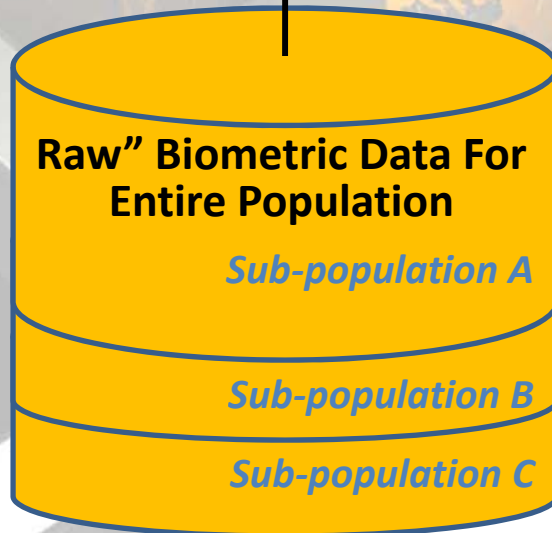 Raw” Biometric Data For
Entire Population
Sub-population A
Sub-population B
Sub-population C